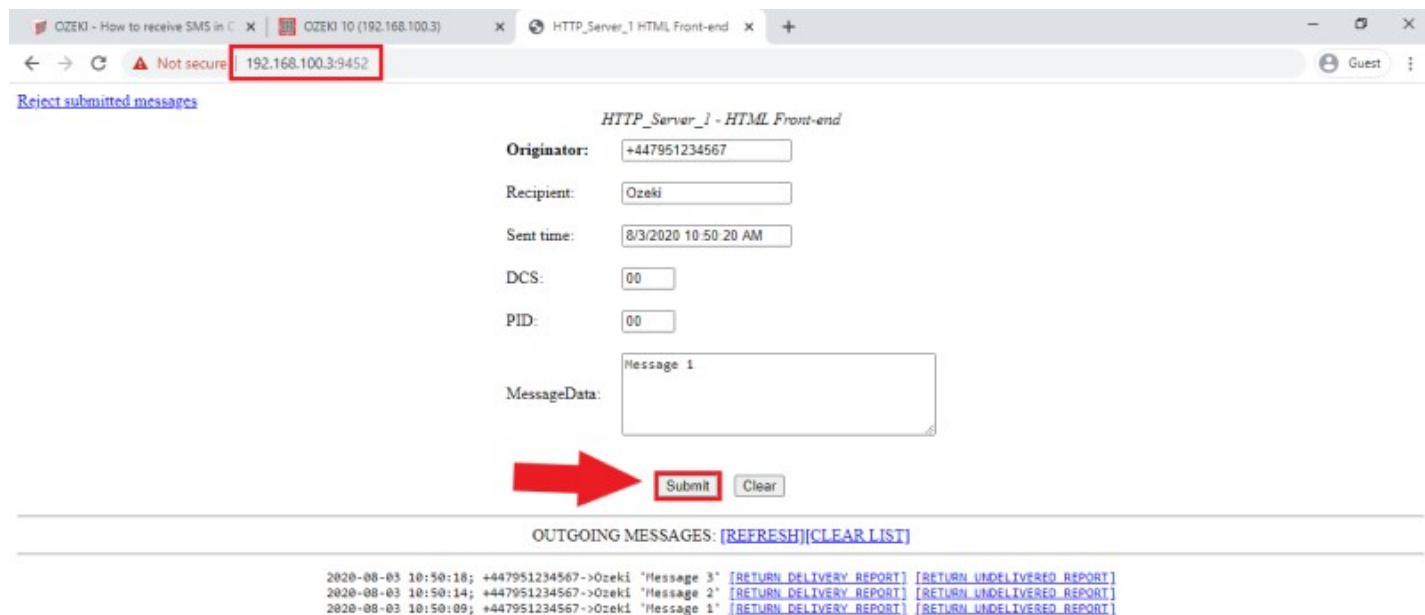 OZEKI - How to receive SMS in C
OZEKI 10 (192.168.100.3)
HTTP_Server_1 HTML Front-end
Not secure 192.168.100.3:9452
Guest
Reject submitted messages
HTTP_Server_1 - HTML Front-end
Originator: +447951234567
Recipient: Ozeki
Sent time: 8/3/2020 10:50:20 AM
DCS: 00
PID: 00
MessageData: Message 1
Submit Clear
OUTGOING MESSAGES: [REFRESH][CLEAR LIST]
2020-08-03 10:50:18; +447951234567->Ozeki 'Message 3' [RETURN DELIVERY REPORT] [RETURN UNDELIVERED REPORT]
2020-08-03 10:50:14; +447951234567->Ozeki 'Message 2' [RETURN DELIVERY REPORT] [RETURN UNDELIVERED REPORT]
2020-08-03 10:50:09; +447951234567->Ozeki 'Message 1' [RETURN DELIVERY REPORT] [RETURN UNDELIVERED REPORT]